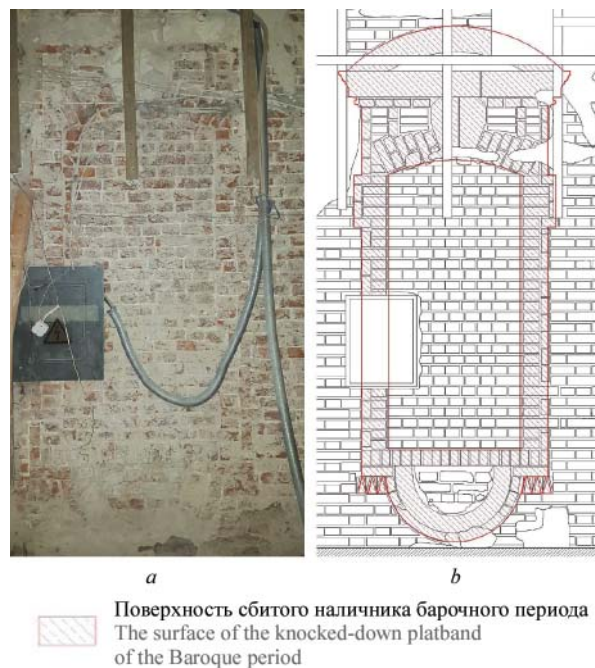 a
b
Поверхность сбитого наличника барочного периода
The surface of the knocked-down platband
of the Baroque period